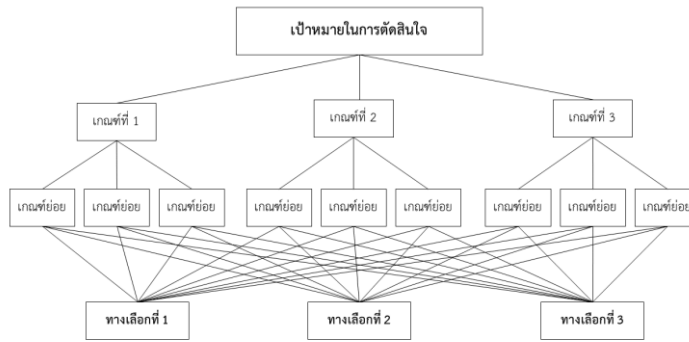 เป้าหมายในการตัดสินใจ
เกณฑ์ที่ 1 เกณฑ์ที่ 2 เกณฑ์ที่ 3
เกณฑ์ย่อย เกณฑ์ย่อย เกณฑ์ย่อย เกณฑ์ย่อย เกณฑ์ย่อย เกณฑ์ย่อย เกณฑ์ย่อย เกณฑ์ย่อย เกณฑ์ย่อย
ทางเลือกที่ 1 ทางเลือกที่ 2 ทางเลือกที่ 3